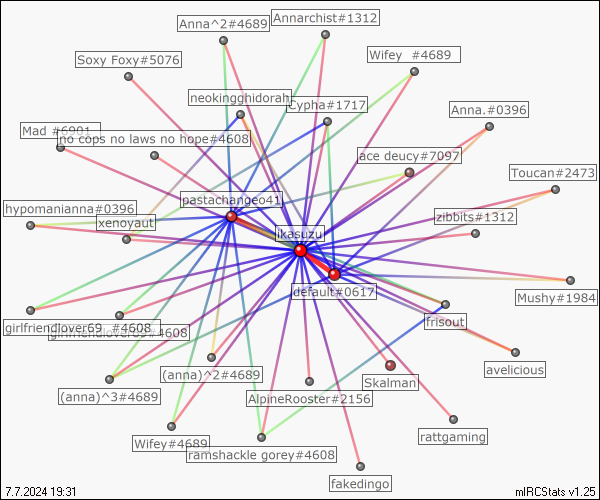 Anna^2#4689
Annarchist#1312
Soxy Foxy#5076
Wifey #4689
neokingghidorah
Cypha#1717
Anna.#0396
Mad #6901
no cops no laws no hope#4608
ace deucy#7097
Toucan#2473
pastachangeo41
hypomanianna#0396
xenoyaut
zibbits#1312
ikasuzu
default#0617
Mushy#1984
girlfriendlover69 #4608
girlfriendlover69#4608
frisout
(anna)^2#4689
Skalman
avelicious
(anna)^3#4689
AlpineRooster#2156
rattgaming
Wifey#4689
ramshackle gorey#4608
fakedingo
7.7.2024 19:31
mIRCStats v1.25